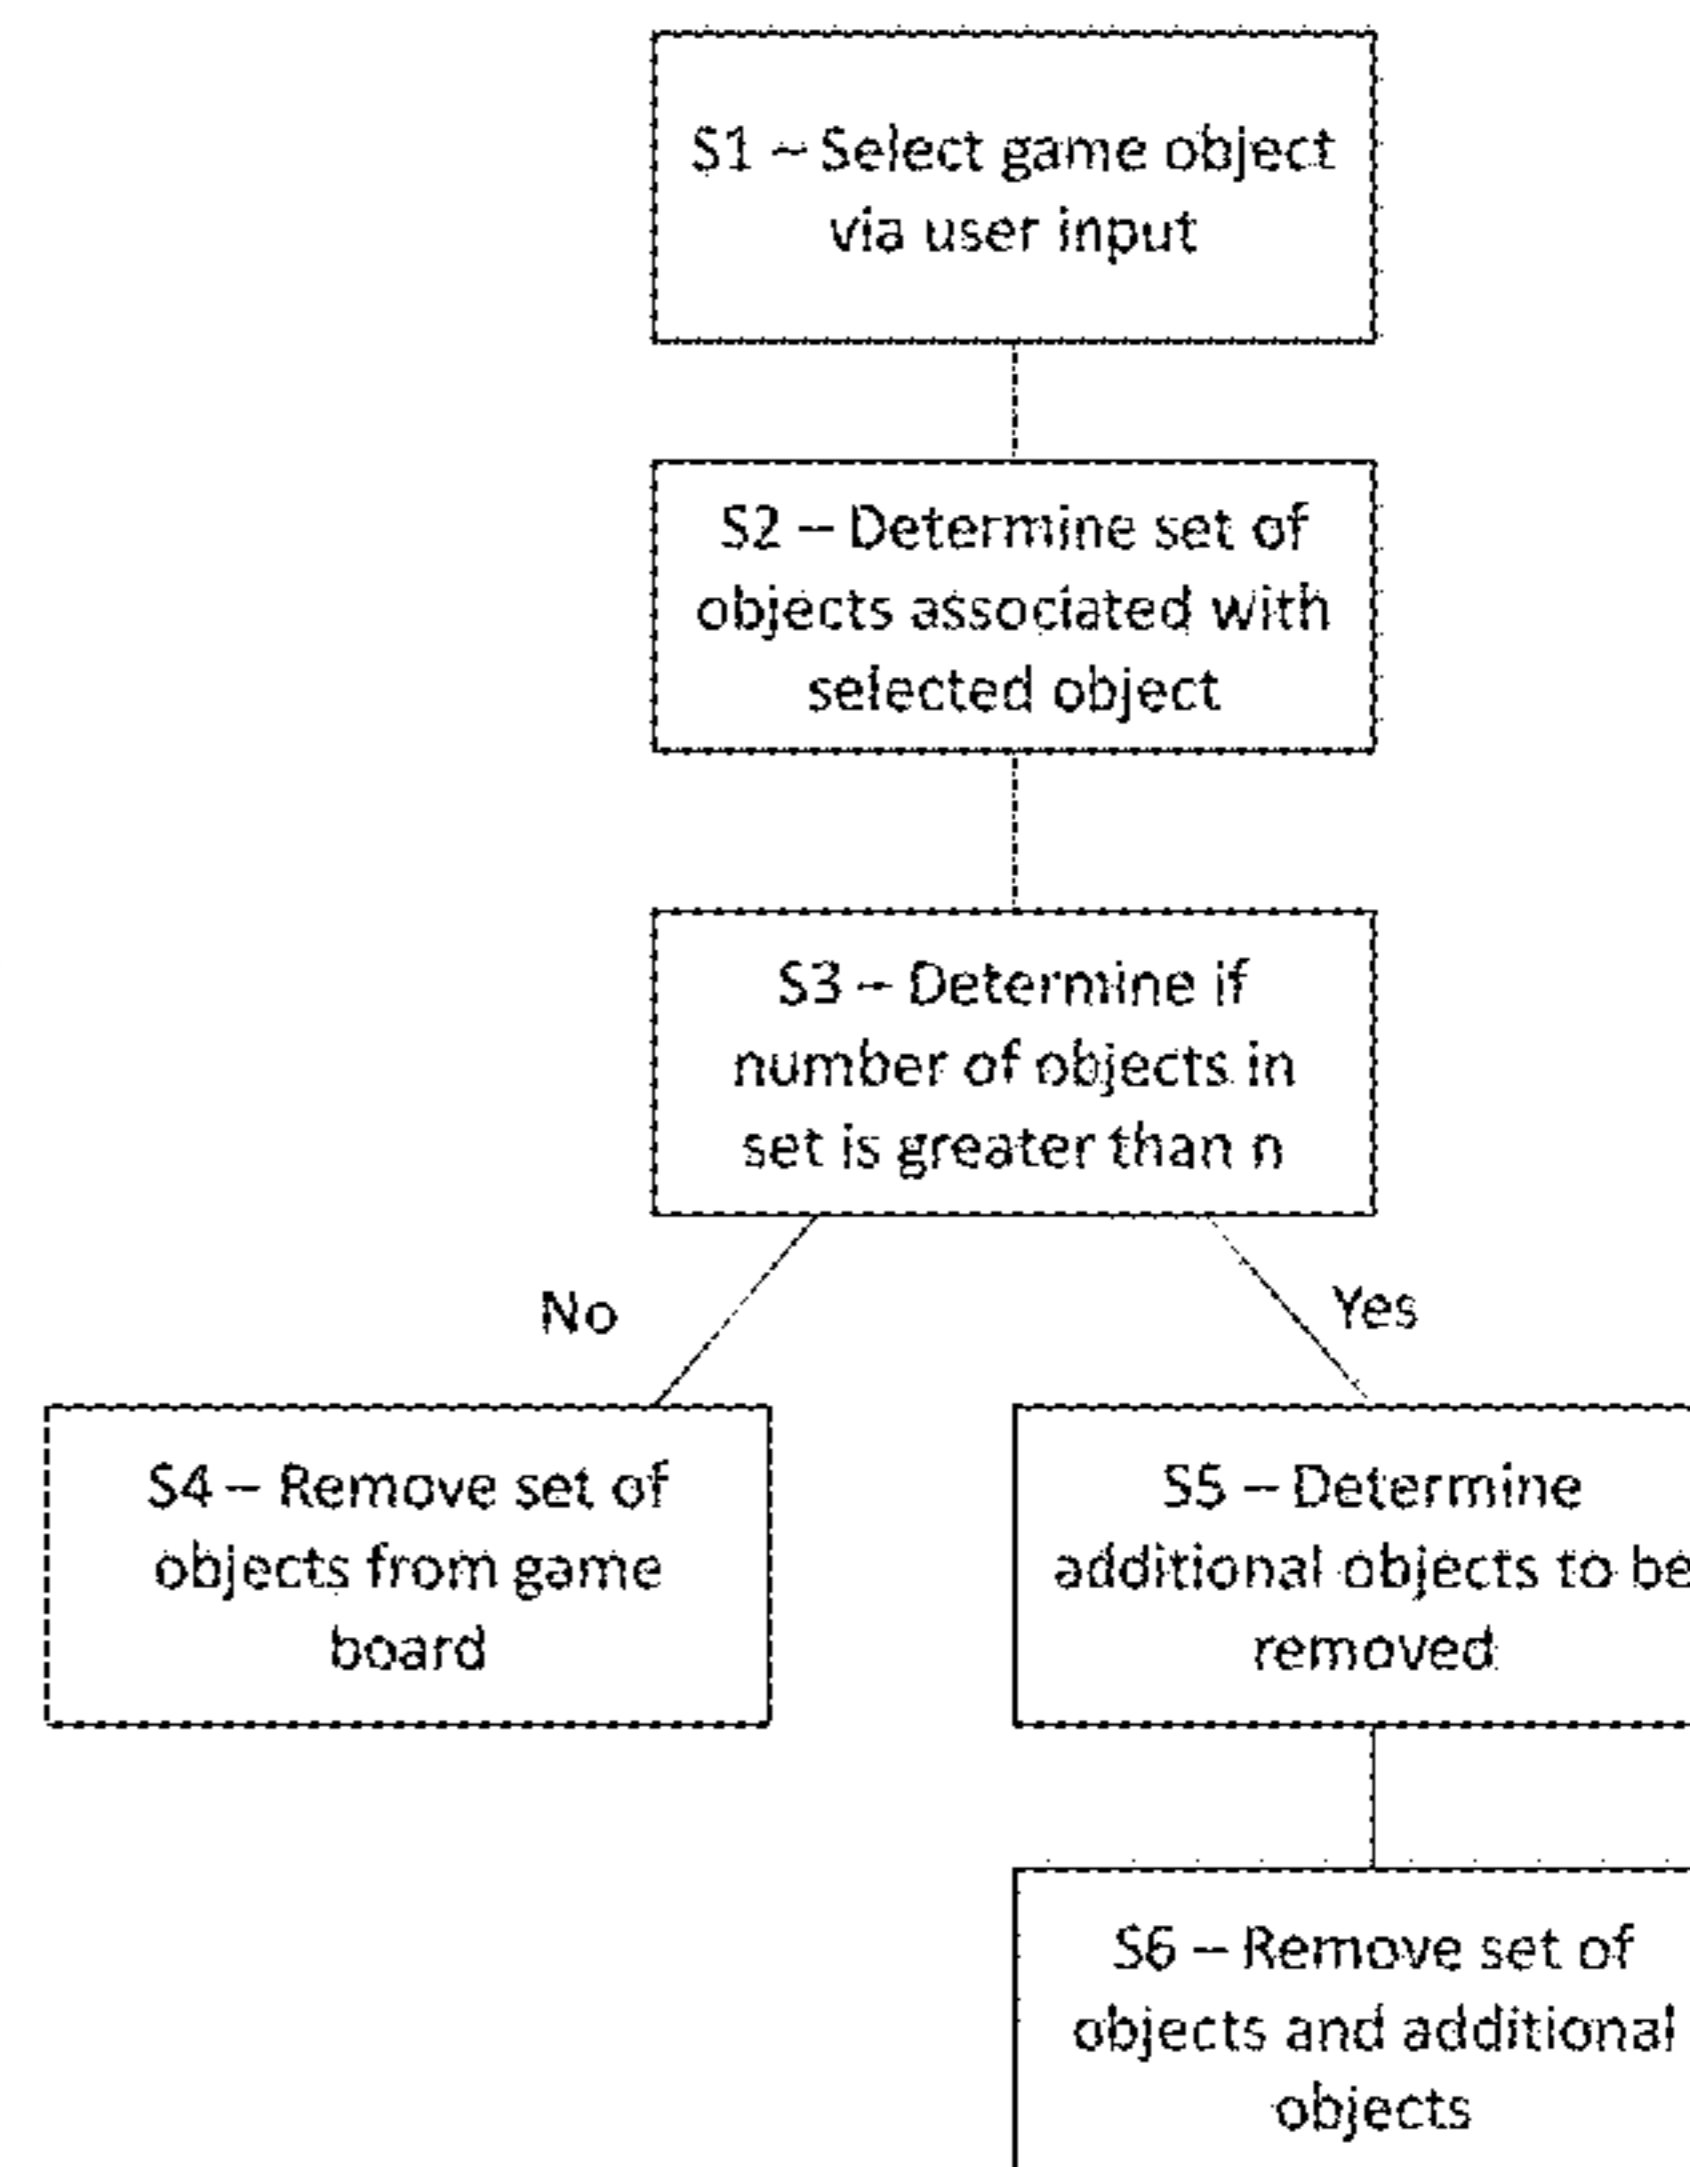 S1 – Select game object
via user input
S2 – Determine set of
objects associated with
selected object
S3 – Determine if
number of objects in
set is greater than n
No
Yes
S4 – Remove set of
objects from game
board
S5 – Determine
additional objects to be
removed
S6 – Remove set of
objects and additional
objects